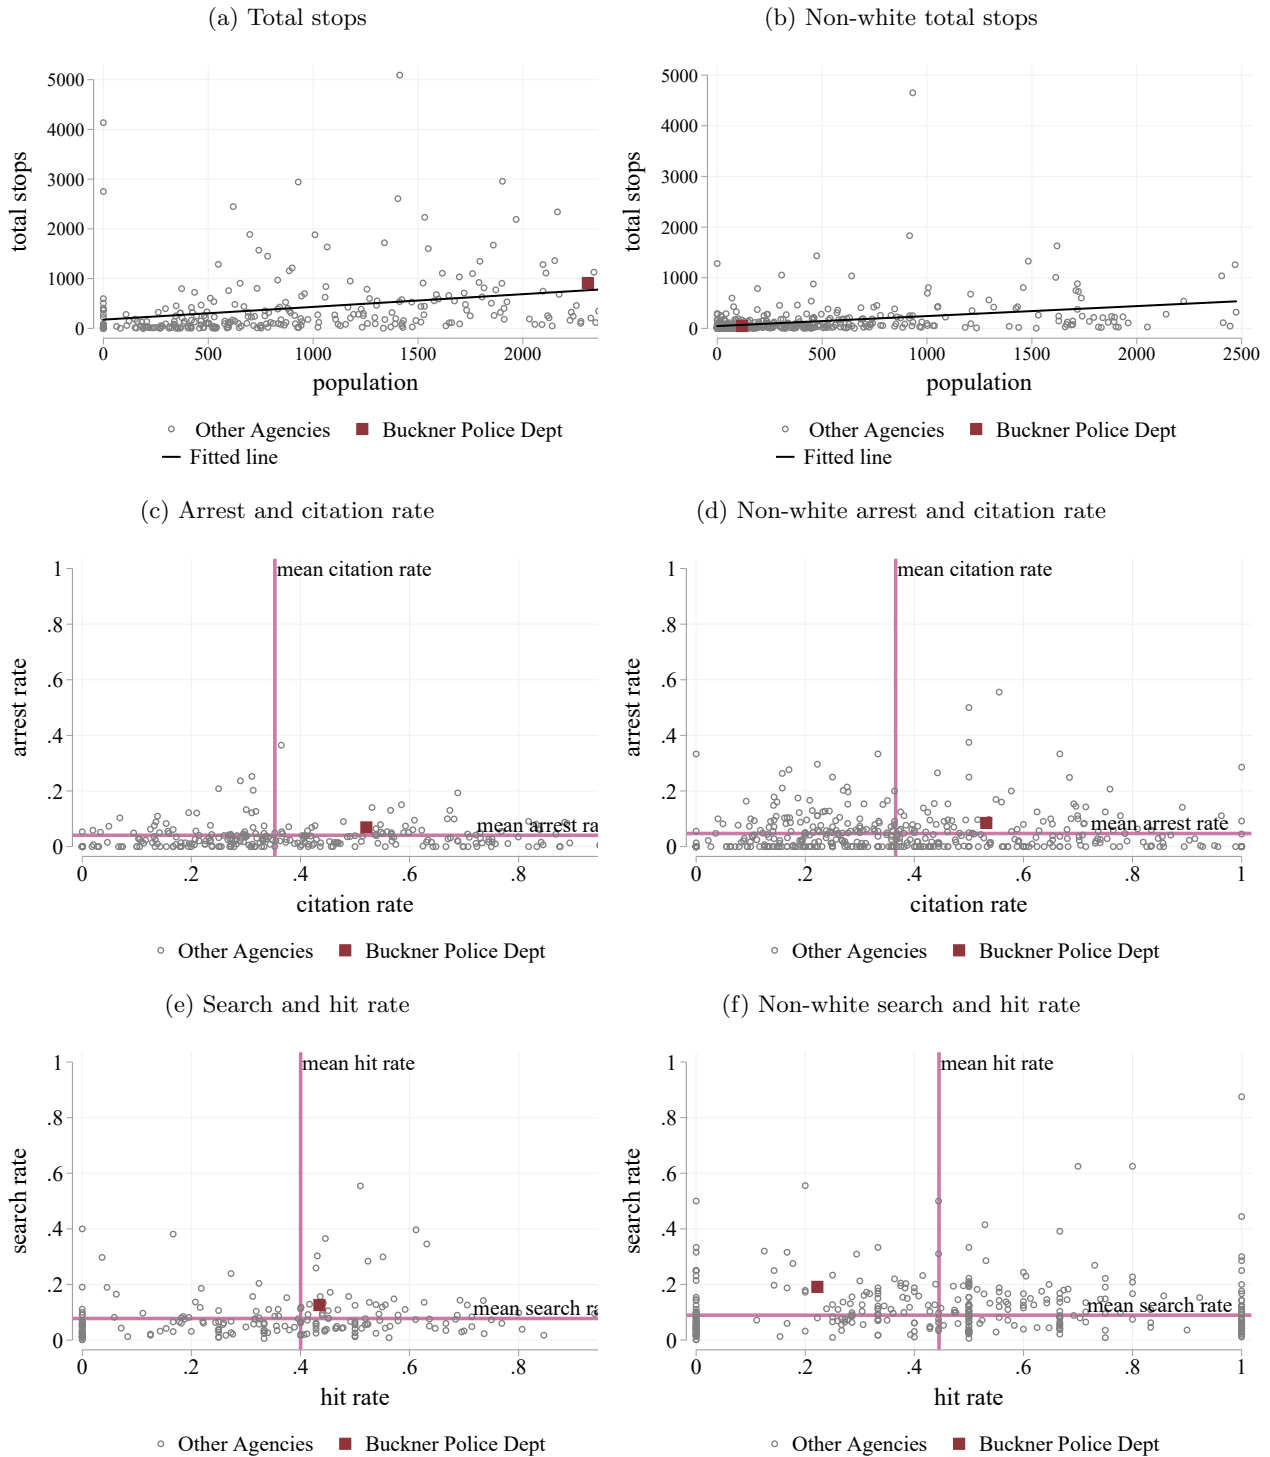 (a) Total stops
(b) Non-white total stops
total stops
5000
4000
3000
2000
1000
0
0 500 1000 1500 2000
population
Other Agencies Buckner Police Dept
Fitted line
total stops
5000
4000
3000
2000
1000
0
0 500 1000 1500 2000 2500
population
Other Agencies Buckner Police Dept
Fitted line
(c) Arrest and citation rate
(d) Non-white arrest and citation rate
arrest rate
1
.8
.6
.4
.2
0
mean citation rate
mean arrest ra
0 .2 .4 .6 .8
citation rate
Other Agencies Buckner Police Dept
arrest rate
1
.8
.6
.4
.2
0
mean citation rate
mean arrest rate
0 .2 .4 .6 .8 1
citation rate
Other Agencies Buckner Police Dept
(e) Search and hit rate
(f) Non-white search and hit rate
search rate
1
.8
.6
.4
.2
0
mean hit rate
mean search ra
0 .2 .4 .6 .8
hit rate
Other Agencies Buckner Police Dept
search rate
1
.8
.6
.4
.2
0
mean hit rate
mean search rate
0 .2 .4 .6 .8 1
hit rate
Other Agencies Buckner Police Dept